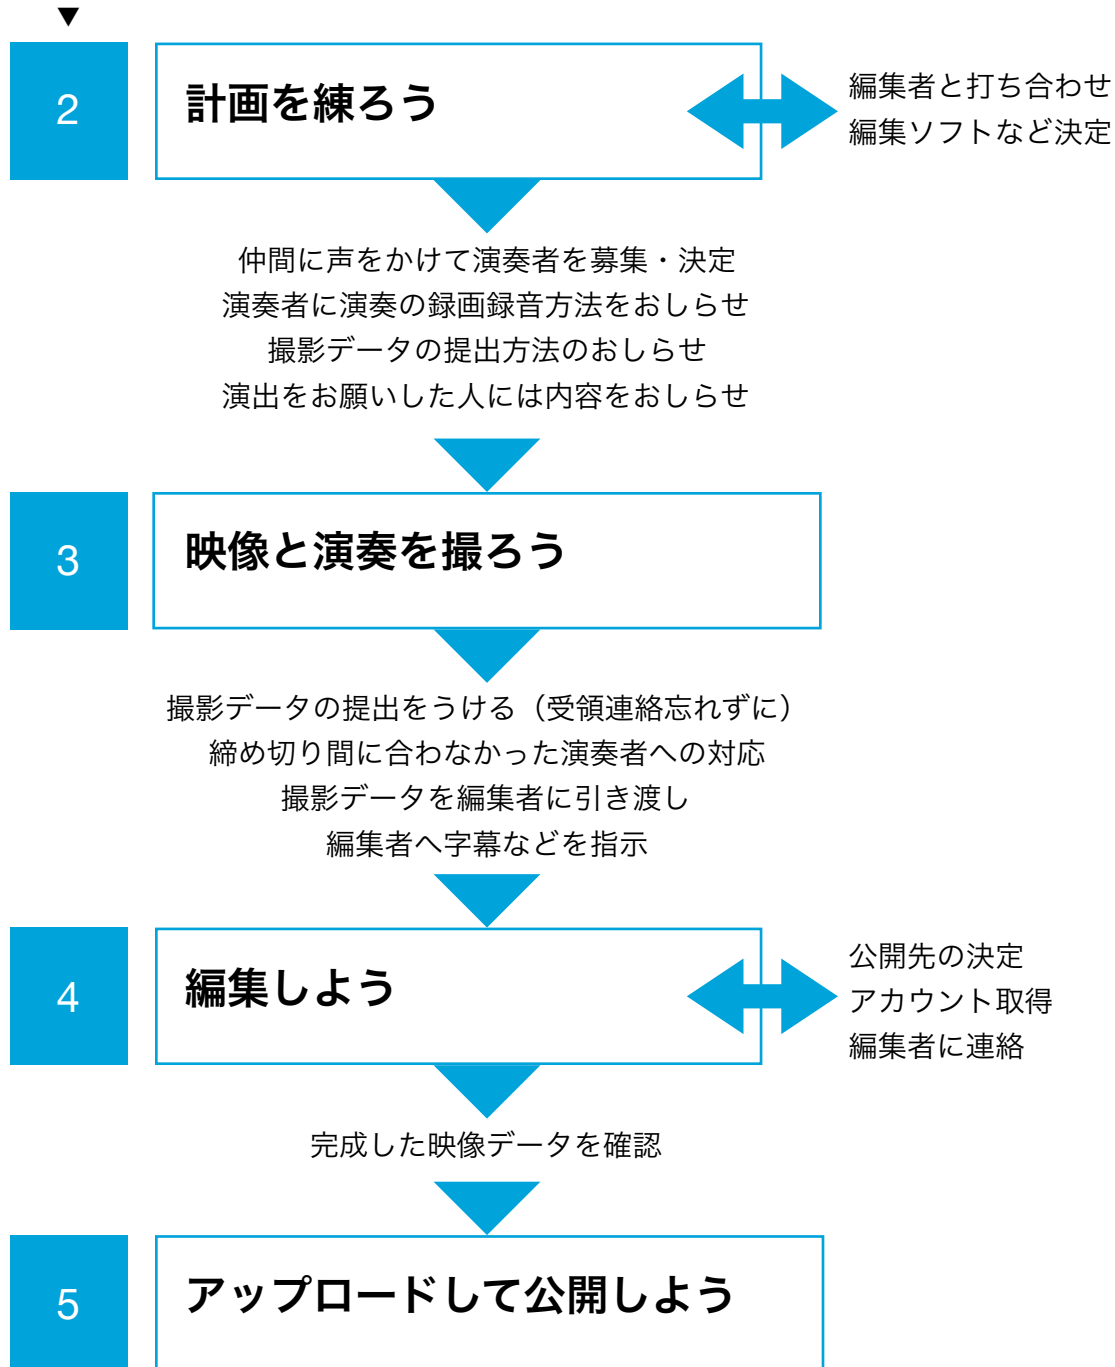 ▼
2
計画を練ろう
編集者と打ち合わせ
編集ソフトなど決定
仲間に声をかけて演奏者を募集・決定
演奏者に演奏の録画録音方法をおしらせ
撮影データの提出方法のおしらせ
演出をお願いした人には内容をおしらせ
3
映像と演奏を撮ろう
撮影データの提出をうける（受領連絡忘れずに）
締め切り間に合わなかった演奏者への対応
撮影データを編集者に引き渡し
編集者へ字幕などを指示
4
編集しよう
公開先の決定
アカウント取得
編集者に連絡
完成した映像データを確認
5
アップロードして公開しよう